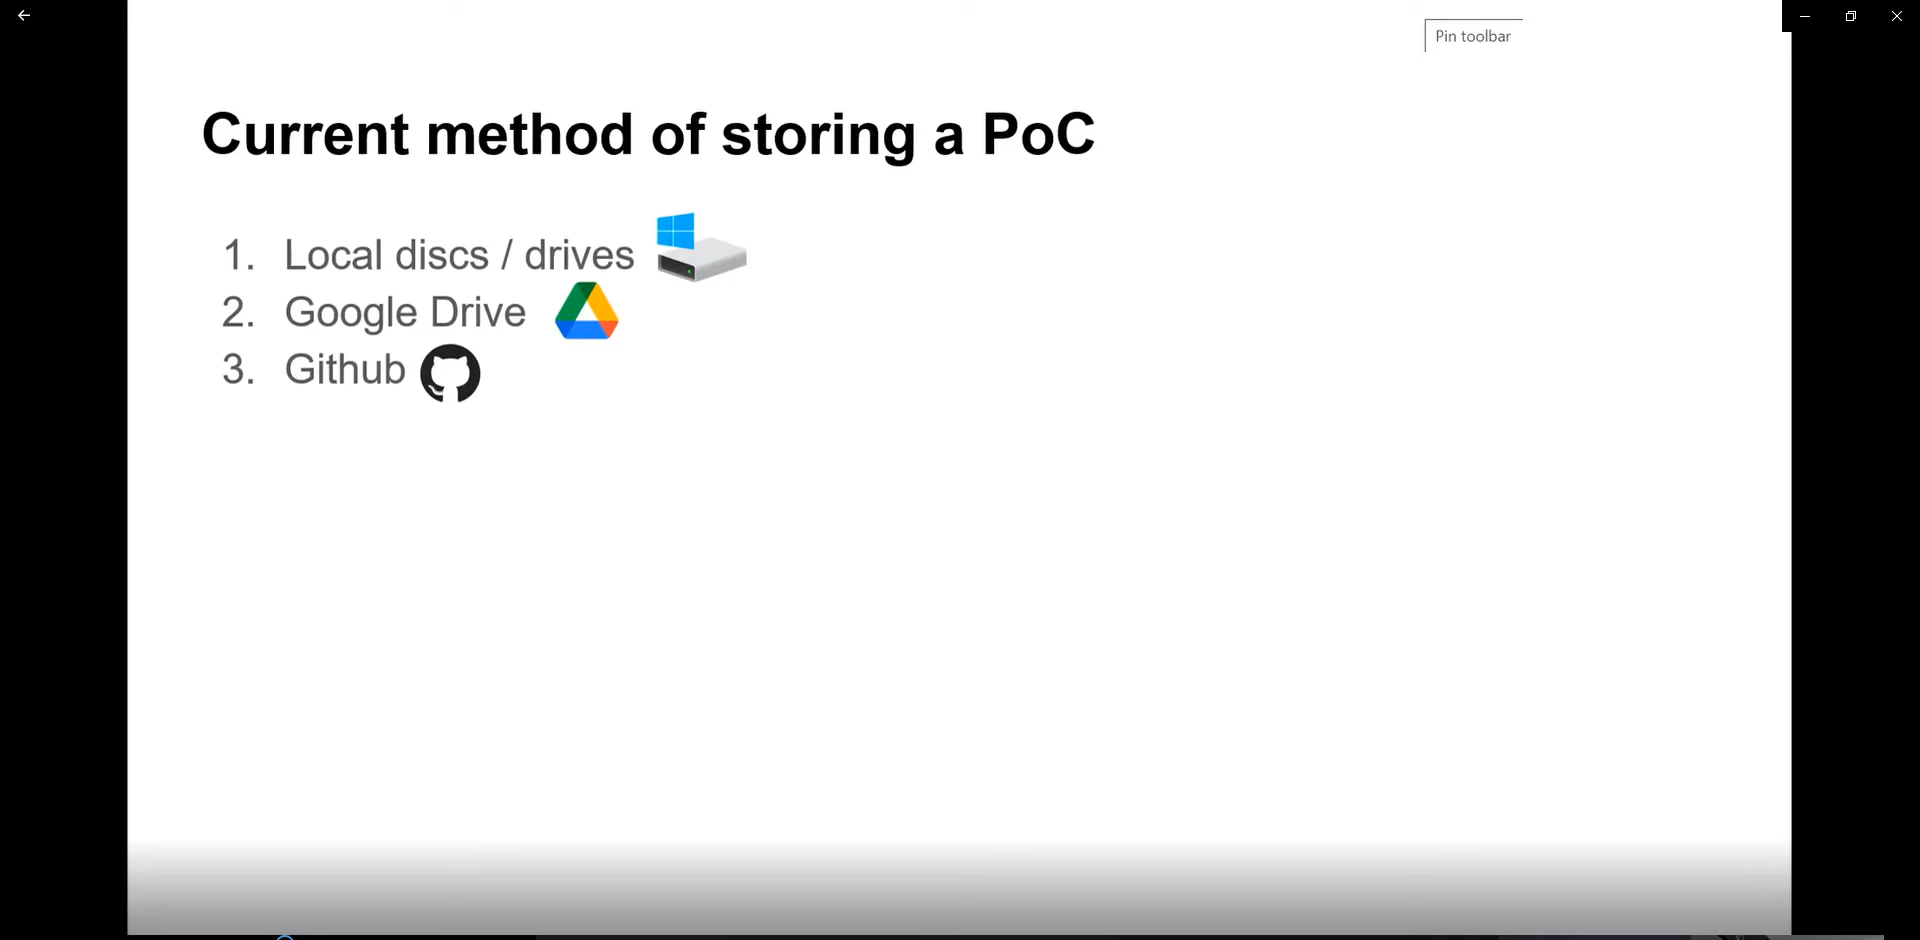 Pin toolbar
Current method of storing a PoC
1. Local discs / drives
2. Google Drive
3. Github